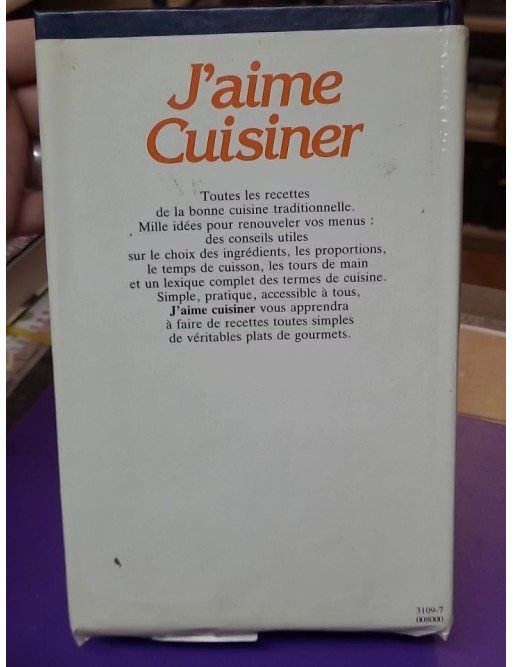 J'aime
Cuisiner
Toutes les recettes
de la bonne cuisine traditionnelle.
Mille idées pour renouveler vos menus :
des conseils utiles
sur le choix des ingrédients, les proportions,
le temps de cuisson, les tours de main
et un lexique complet des termes de cuisine.
Simple, pratique, accessible à tous,
J'aime cuisiner vous apprendra
à faire de recettes toutes simples
de véritables plats de gourmets.
3109-7
008000